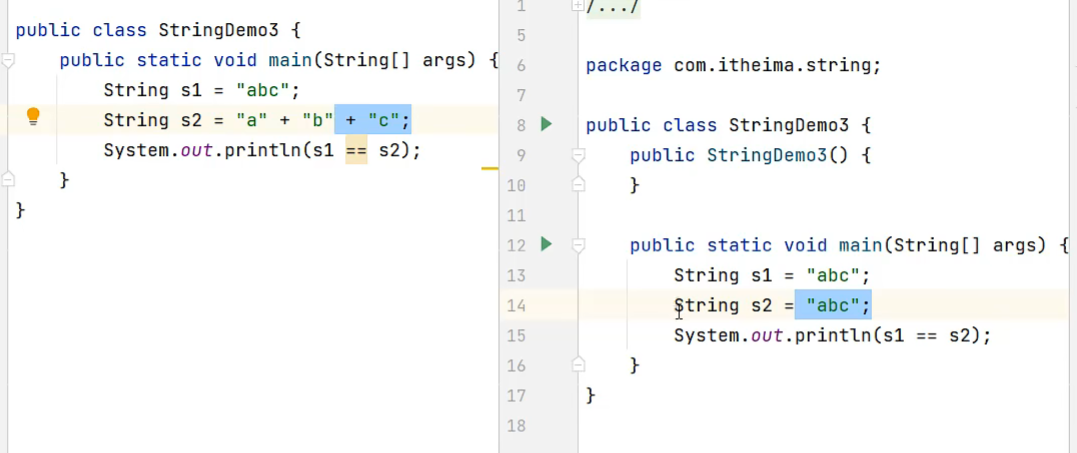 public class StringDemo3 {
    public static void main(String[] args) {
        String s1 = "abc";
        String s2 = "a" + "b" + "c";
        System.out.println(s1 == s2);
    }
}
1 /.../
5
6 package com.itheima.string;
7
8 public class StringDemo3 {
9     public StringDemo3() {
10     }
11
12     public static void main(String[] args) {
13         String s1 = "abc";
14         String s2 = "abc";
15         System.out.println(s1 == s2);
16     }
17 }
18